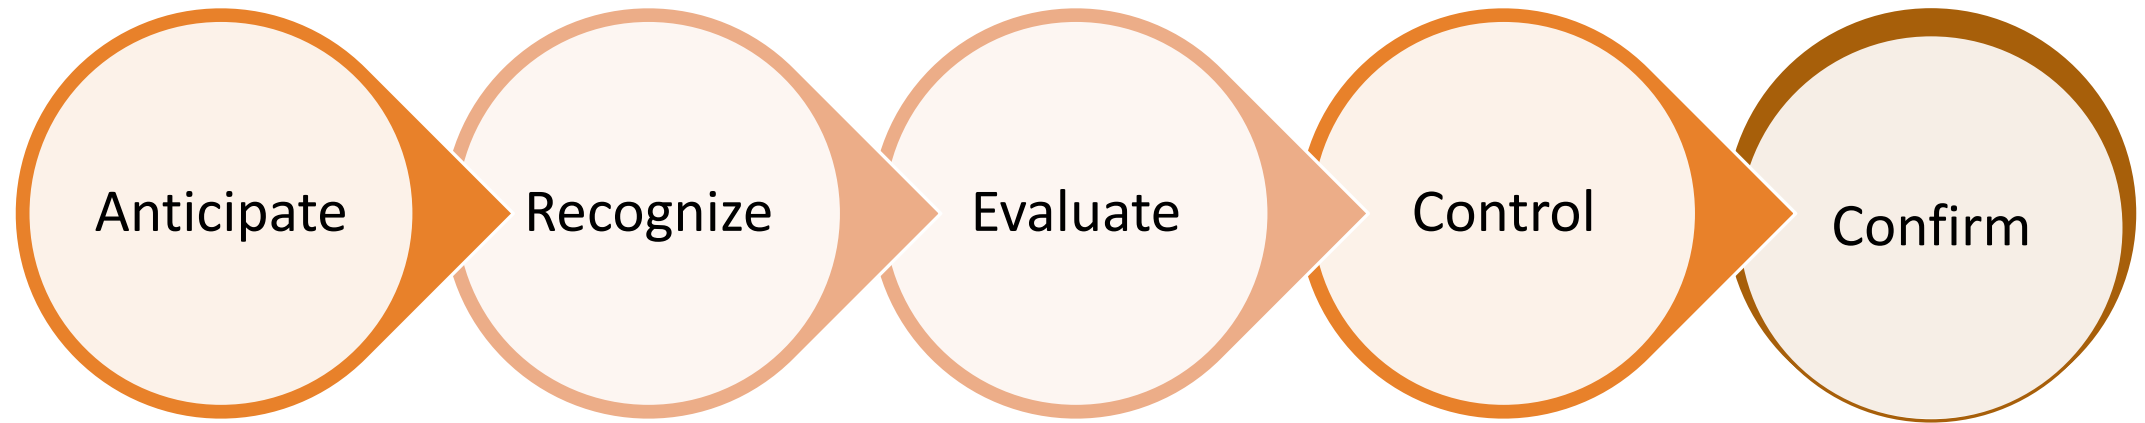 Anticipate
Recognize
Evaluate
Control
Confirm